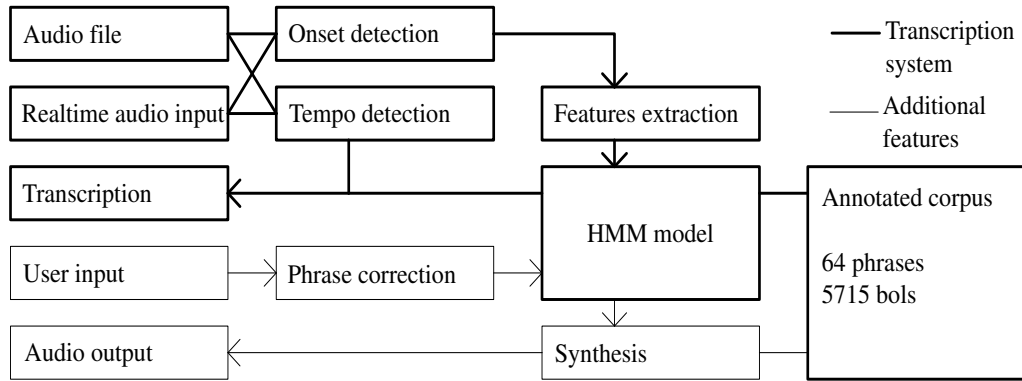 Audio file
Onset detection
Transcription
system
Realtime audio input
Tempo detection
Features extraction
Additional
features
Transcription
HMM model
Annotated corpus
64 phrases
5715 bols
User input
Phrase correction
Audio output
Synthesis